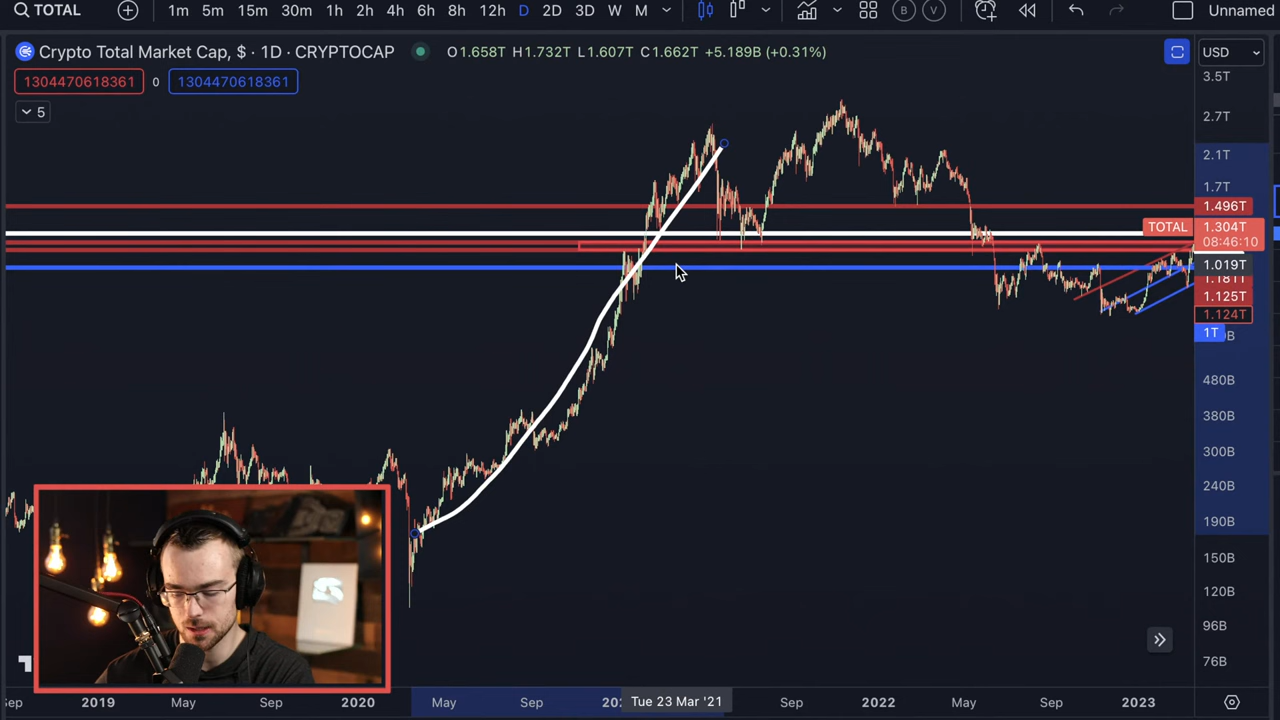 TOTAL 1m 5m 15m 30m 1h 2h 4h 6h 8h 12h D 2D 3D W M B V Unnamed
Crypto Total Market Cap, $ · 1D · CRYPTOCAP O1.658T H1.732T L1.607T C1.662T +5.189B (+0.31%) USD
1304470618361 0 1304470618361
5
3.5T
2.7T
2.1T
1.7T
1.496T
TOTAL 1.304T
08:46:10
1.019T
1.181T
1.125T
1.124T
1T
480B
380B
300B
240B
190B
150B
120B
96B
76B
2019 May Sep 2020 May Sep Tue 23 Mar '21 Sep 2022 May Sep 2023